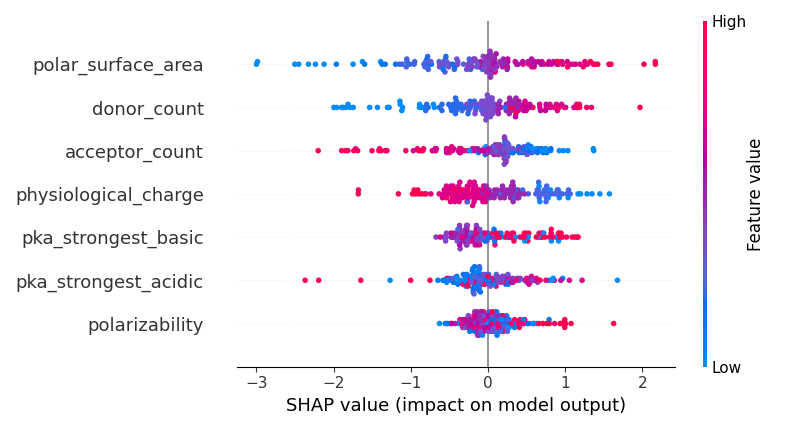 High
polar_surface_area
donor_count
acceptor_count
physiological_charge
pka_strongest_basic
pka_strongest_acidic
polarizability
Feature value
Low
−3 −2 −1 0 1 2
SHAP value (impact on model output)